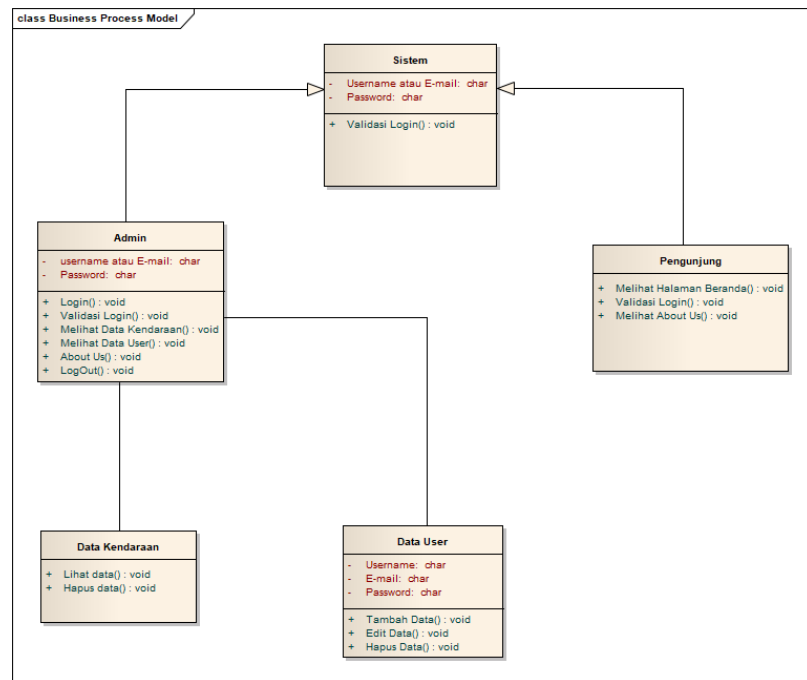 class Business Process Model
Sistem
- Username atau E-mail: char
- Password: char
+ Validasi Login() : void
Admin
- username atau E-mail: char
- Password: char
+ Login() : void
+ Validasi Login() : void
+ Melihat Data Kendaraan() : void
+ Melihat Data User() : void
+ About Us() : void
+ LogOut() : void
Pengunjung
+ Melihat Halaman Beranda() : void
+ Validasi Login() : void
+ Melihat About Us() : void
Data Kendaraan
+ Lihat data() : void
+ Hapus data() : void
Data User
- Username: char
- E-mail: char
- Password: char
+ Tambah Data() : void
+ Edit Data() : void
+ Hapus Data() : void